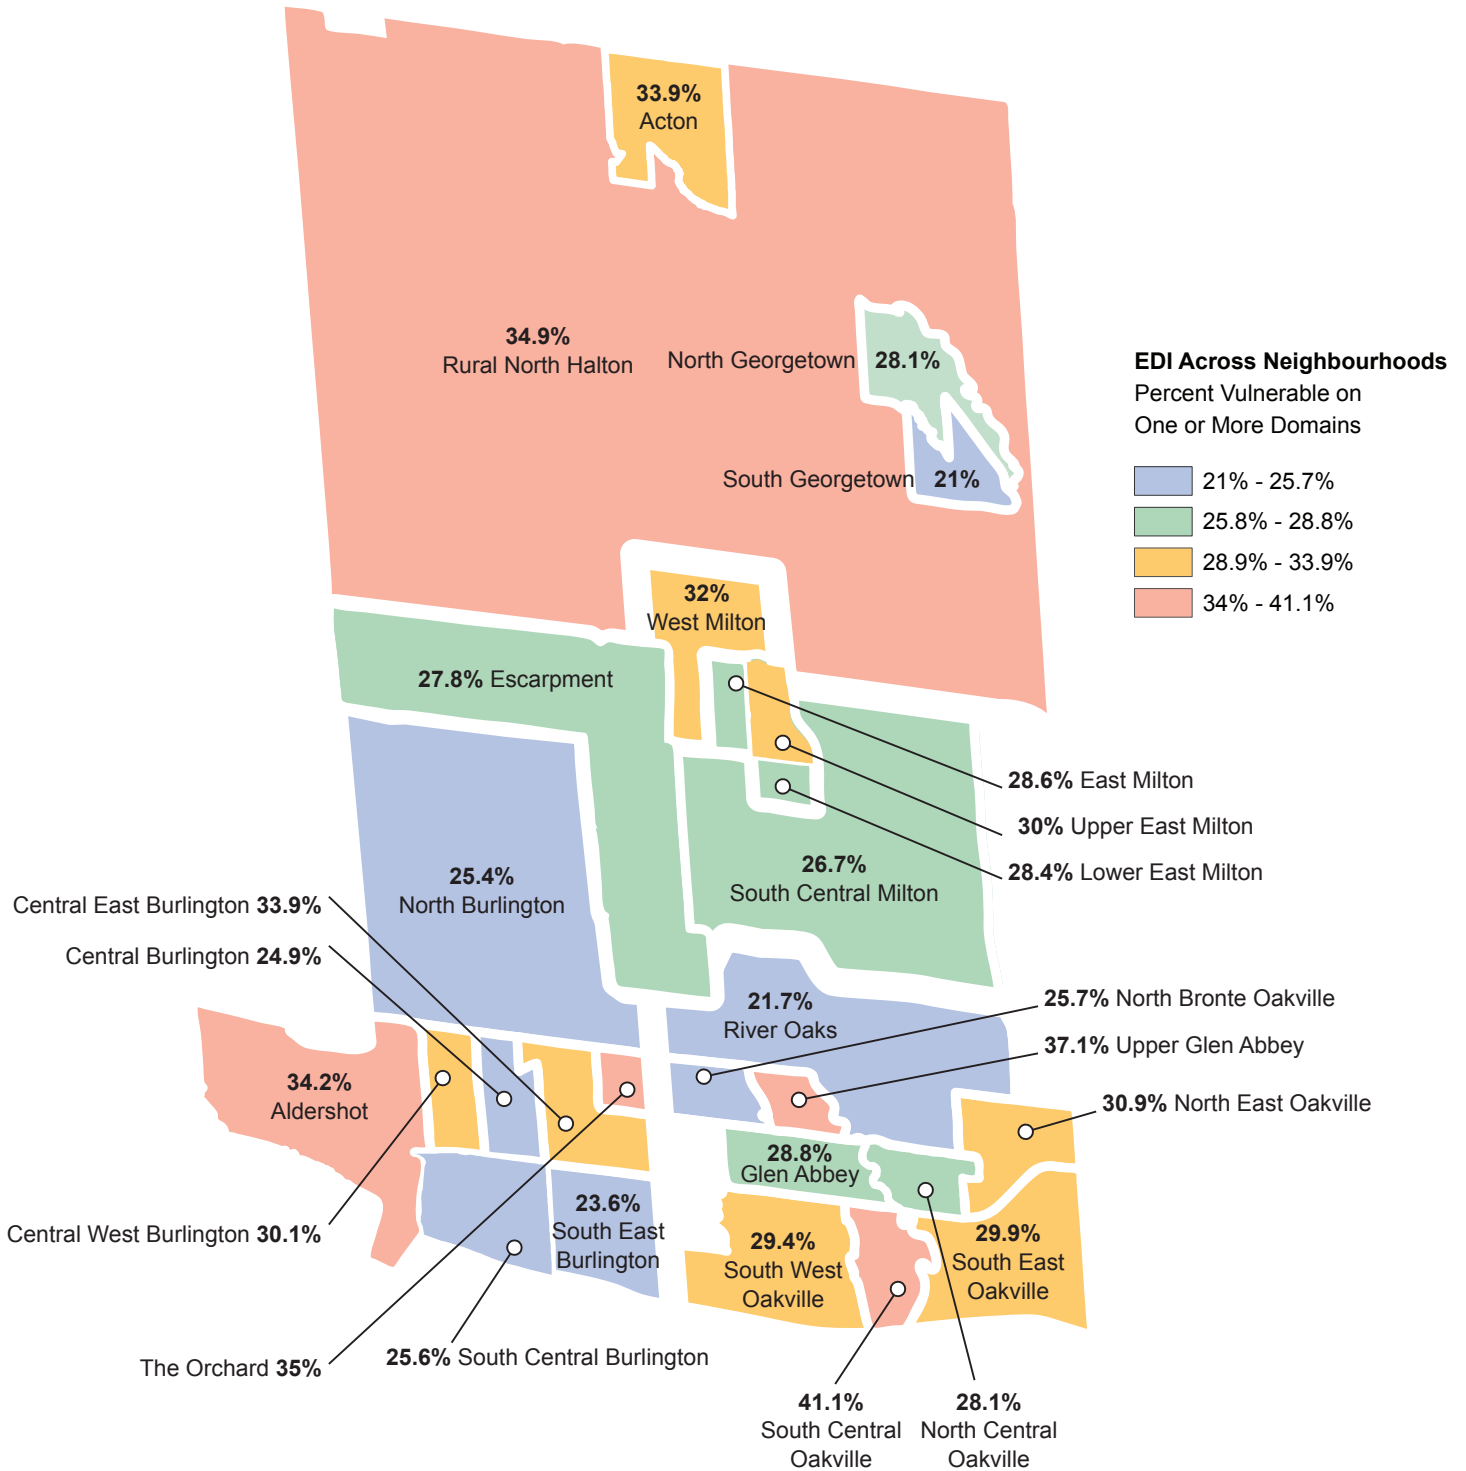 33.9%
Acton
34.9%
Rural North Halton
North Georgetown 28.1%
South Georgetown 21%
EDI Across Neighbourhoods
Percent Vulnerable on
One or More Domains
21% - 25.7%
25.8% - 28.8%
28.9% - 33.9%
34% - 41.1%
32%
West Milton
27.8% Escarpment
28.6% East Milton
30% Upper East Milton
28.4% Lower East Milton
26.7%
South Central Milton
25.4%
North Burlington
Central East Burlington 33.9%
Central Burlington 24.9%
21.7%
River Oaks
25.7% North Bronte Oakville
37.1% Upper Glen Abbey
30.9% North East Oakville
34.2%
Aldershot
28.8%
Glen Abbey
Central West Burlington 30.1%
23.6%
South East
Burlington
29.4%
South West
Oakville
29.9%
South East
Oakville
The Orchard 35%
25.6% South Central Burlington
41.1%
South Central
Oakville
28.1%
North Central
Oakville